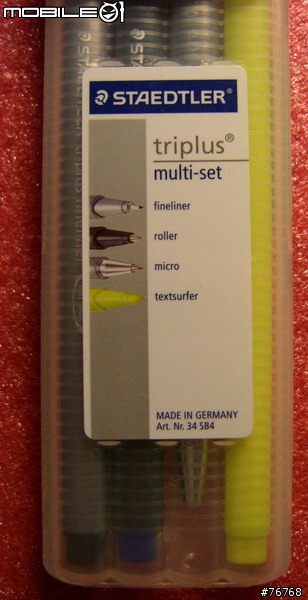 MOBILE01
STAEDTLER®
triplus®
multi-set
fineliner
roller
micro
textsurfer
MADE IN GERMANY
Art. Nr. 34 SB4
#76768